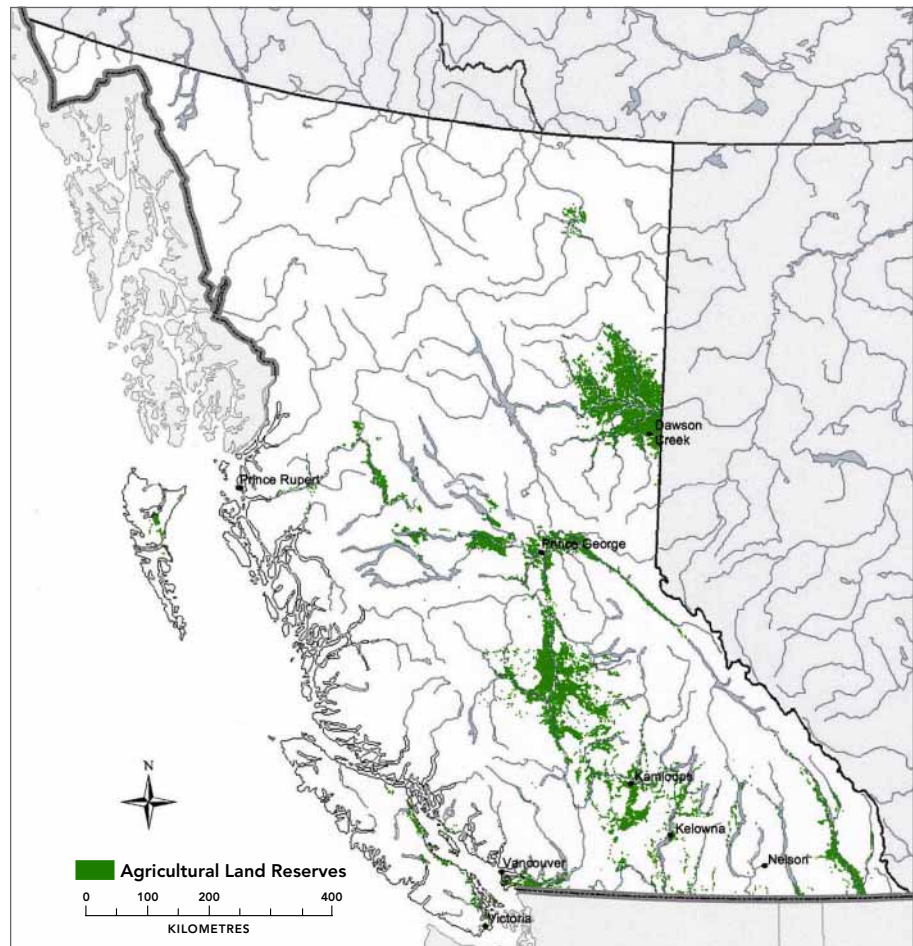 Dawson
Creek
Prince Rupert
Prince George
Kamloops
Kelowna
Nelson
Vancouver
Victoria
N
Agricultural Land Reserves
0 100 200 400
KILOMETRES